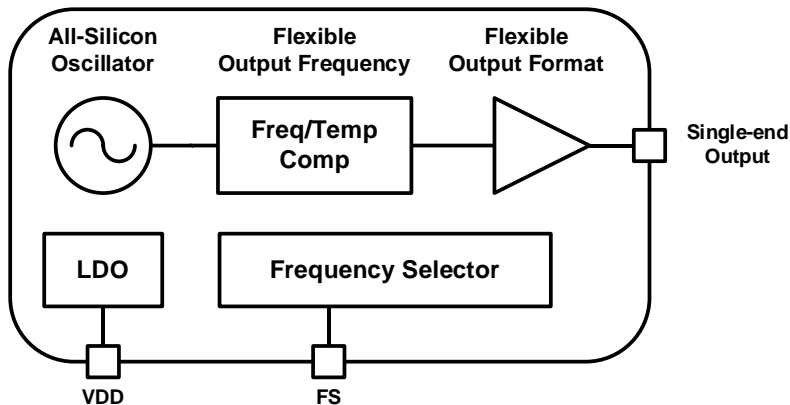 All-Silicon
Oscillator
Flexible
Output Frequency
Flexible
Output Format
Freq/Temp
Comp
Single-end
Output
LDO
Frequency Selector
VDD
FS